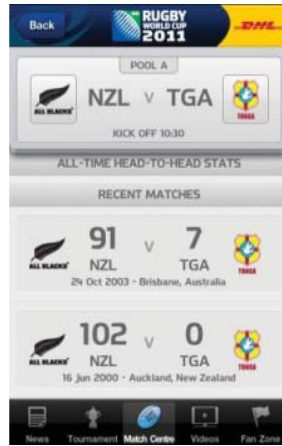 Back
RUGBY
WORLD CUP
2011
DHL
POOL A
NZL V TGA
ALL BLACKS
TONGA
KICK OFF 10:30
ALL-TIME HEAD-TO-HEAD STATS
RECENT MATCHES
91 V 7
ALL BLACKS
TONGA
NZL TGA
24 Oct 2003 - Brisbane, Australia
102 V 0
ALL BLACKS
TONGA
NZL TGA
16 Jun 2000 - Auckland, New Zealand
News Tournament Match Centre Videos Fan Zone